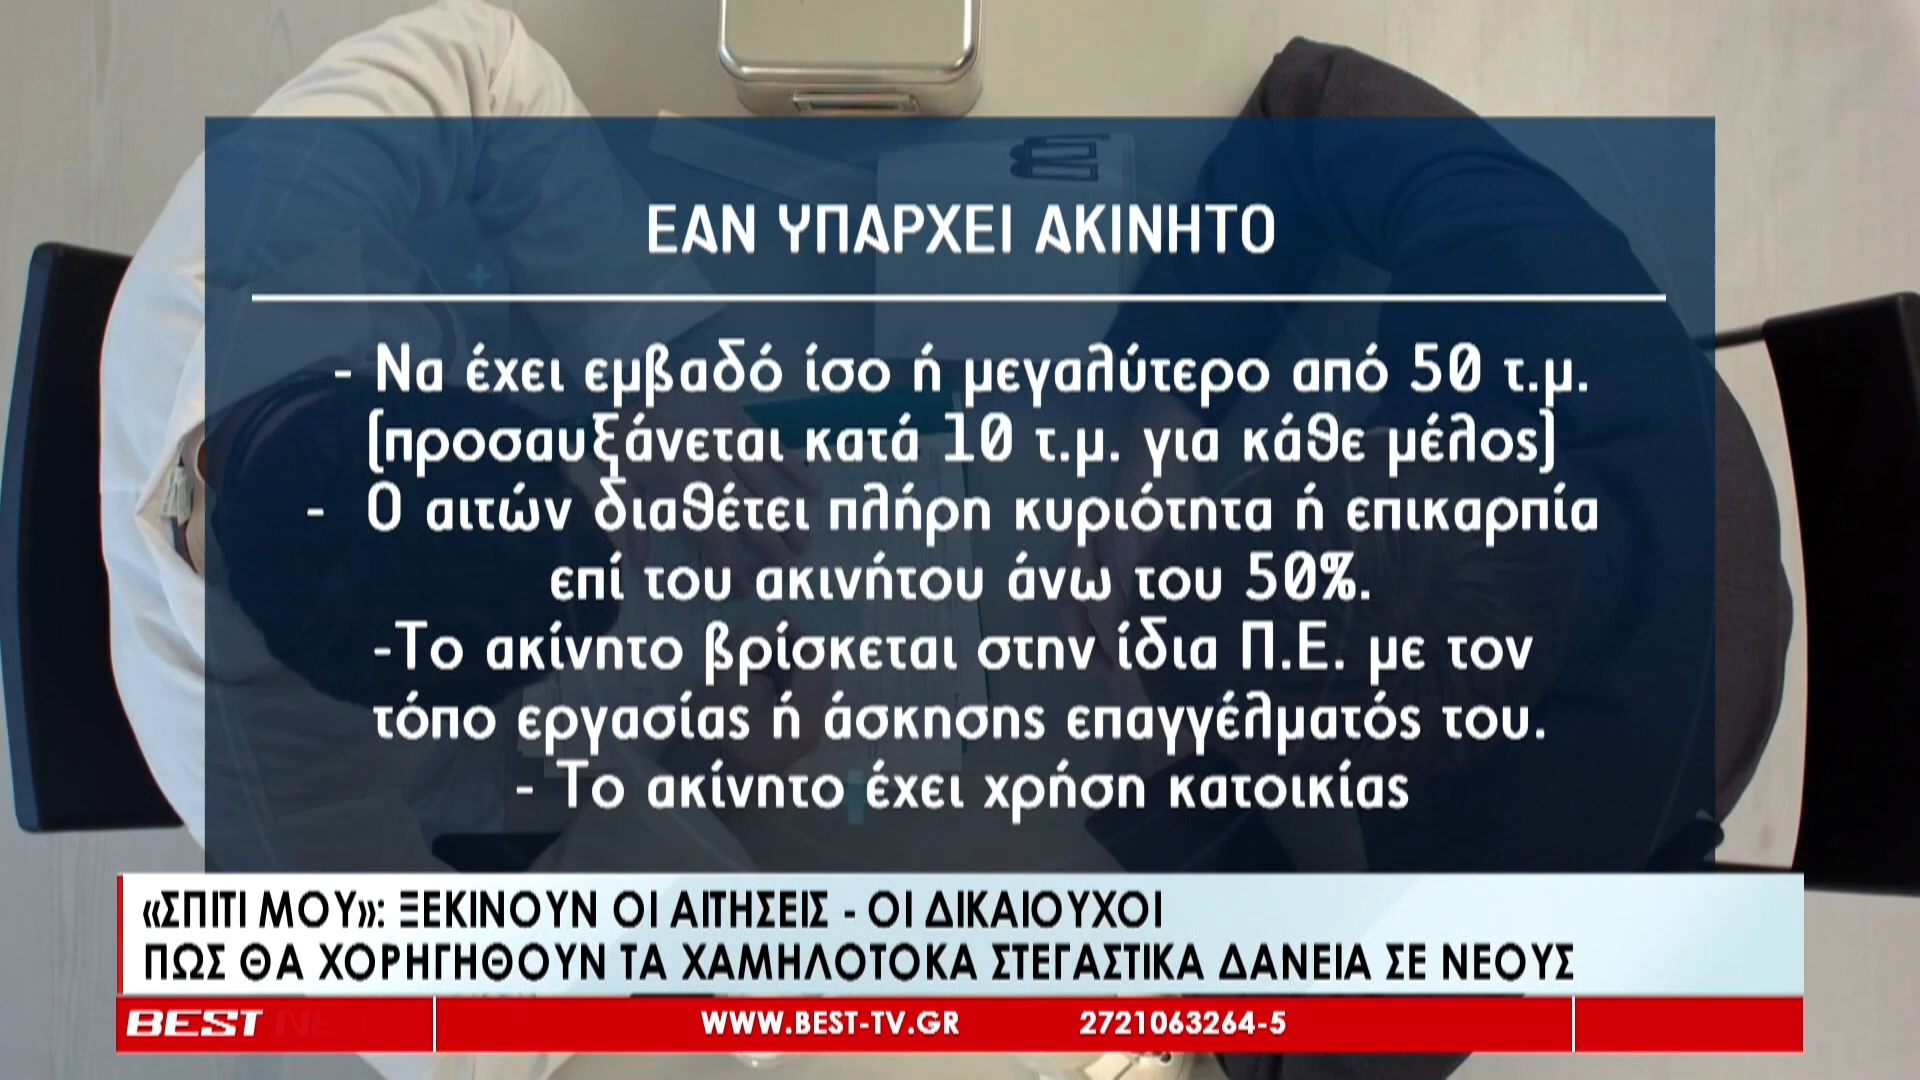 ΕΑΝ ΥΠΑΡΧΕΙ ΑΚΙΝΗΤΟ
- Να έχει εμβαδό ίσο ή μεγαλύτερο από 50 τ.μ.
(προσαυξάνεται κατά 10 τ.μ. για κάθε μέλος)
- Ο αιτών διαθέτει πλήρη κυριότητα ή επικαρπία
επί του ακινήτου άνω του 50%.
-Το ακίνητο βρίσκεται στην ίδια Π.Ε. με τον
τόπο εργασίας ή άσκησης επαγγέλματός του.
- Το ακίνητο έχει χρήση κατοικίας
«ΣΠΙΤΙ ΜΟΥ»: ΞΕΚΙΝΟΥΝ ΟΙ ΑΙΤΗΣΕΙΣ - ΟΙ ΔΙΚΑΙΟΥΧΟΙ
ΠΩΣ ΘΑ ΧΟΡΗΓΗΘΟΥΝ ΤΑ ΧΑΜΗΛΟΤΟΚΑ ΣΤΕΓΑΣΤΙΚΑ ΔΑΝΕΙΑ ΣΕ ΝΕΟΥΣ
BEST WWW.BEST-TV.GR 2721063264-5